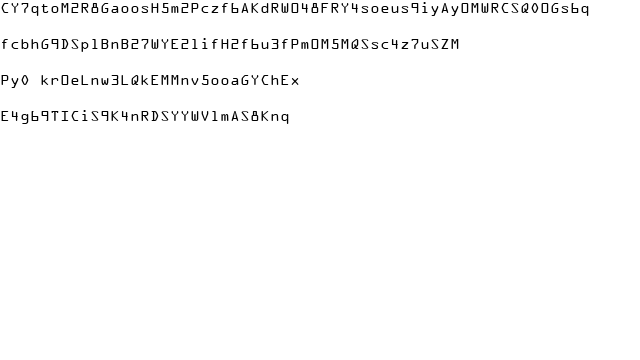 CY7qtoM2R8GaoosH5m2Pczf6AKdRWO48FRY4soeus9iyAyOMWRCSQ0OGs6q
fcbhG9DSplBnB27WYE2lifH2f6u3fPmOM5MQSsc4z7uSZM
Py0 krOeLnw3LQkEMMnv5ooaGYChEx
E4g69TICiS9K4nRDSYYWVlmAS8Knq